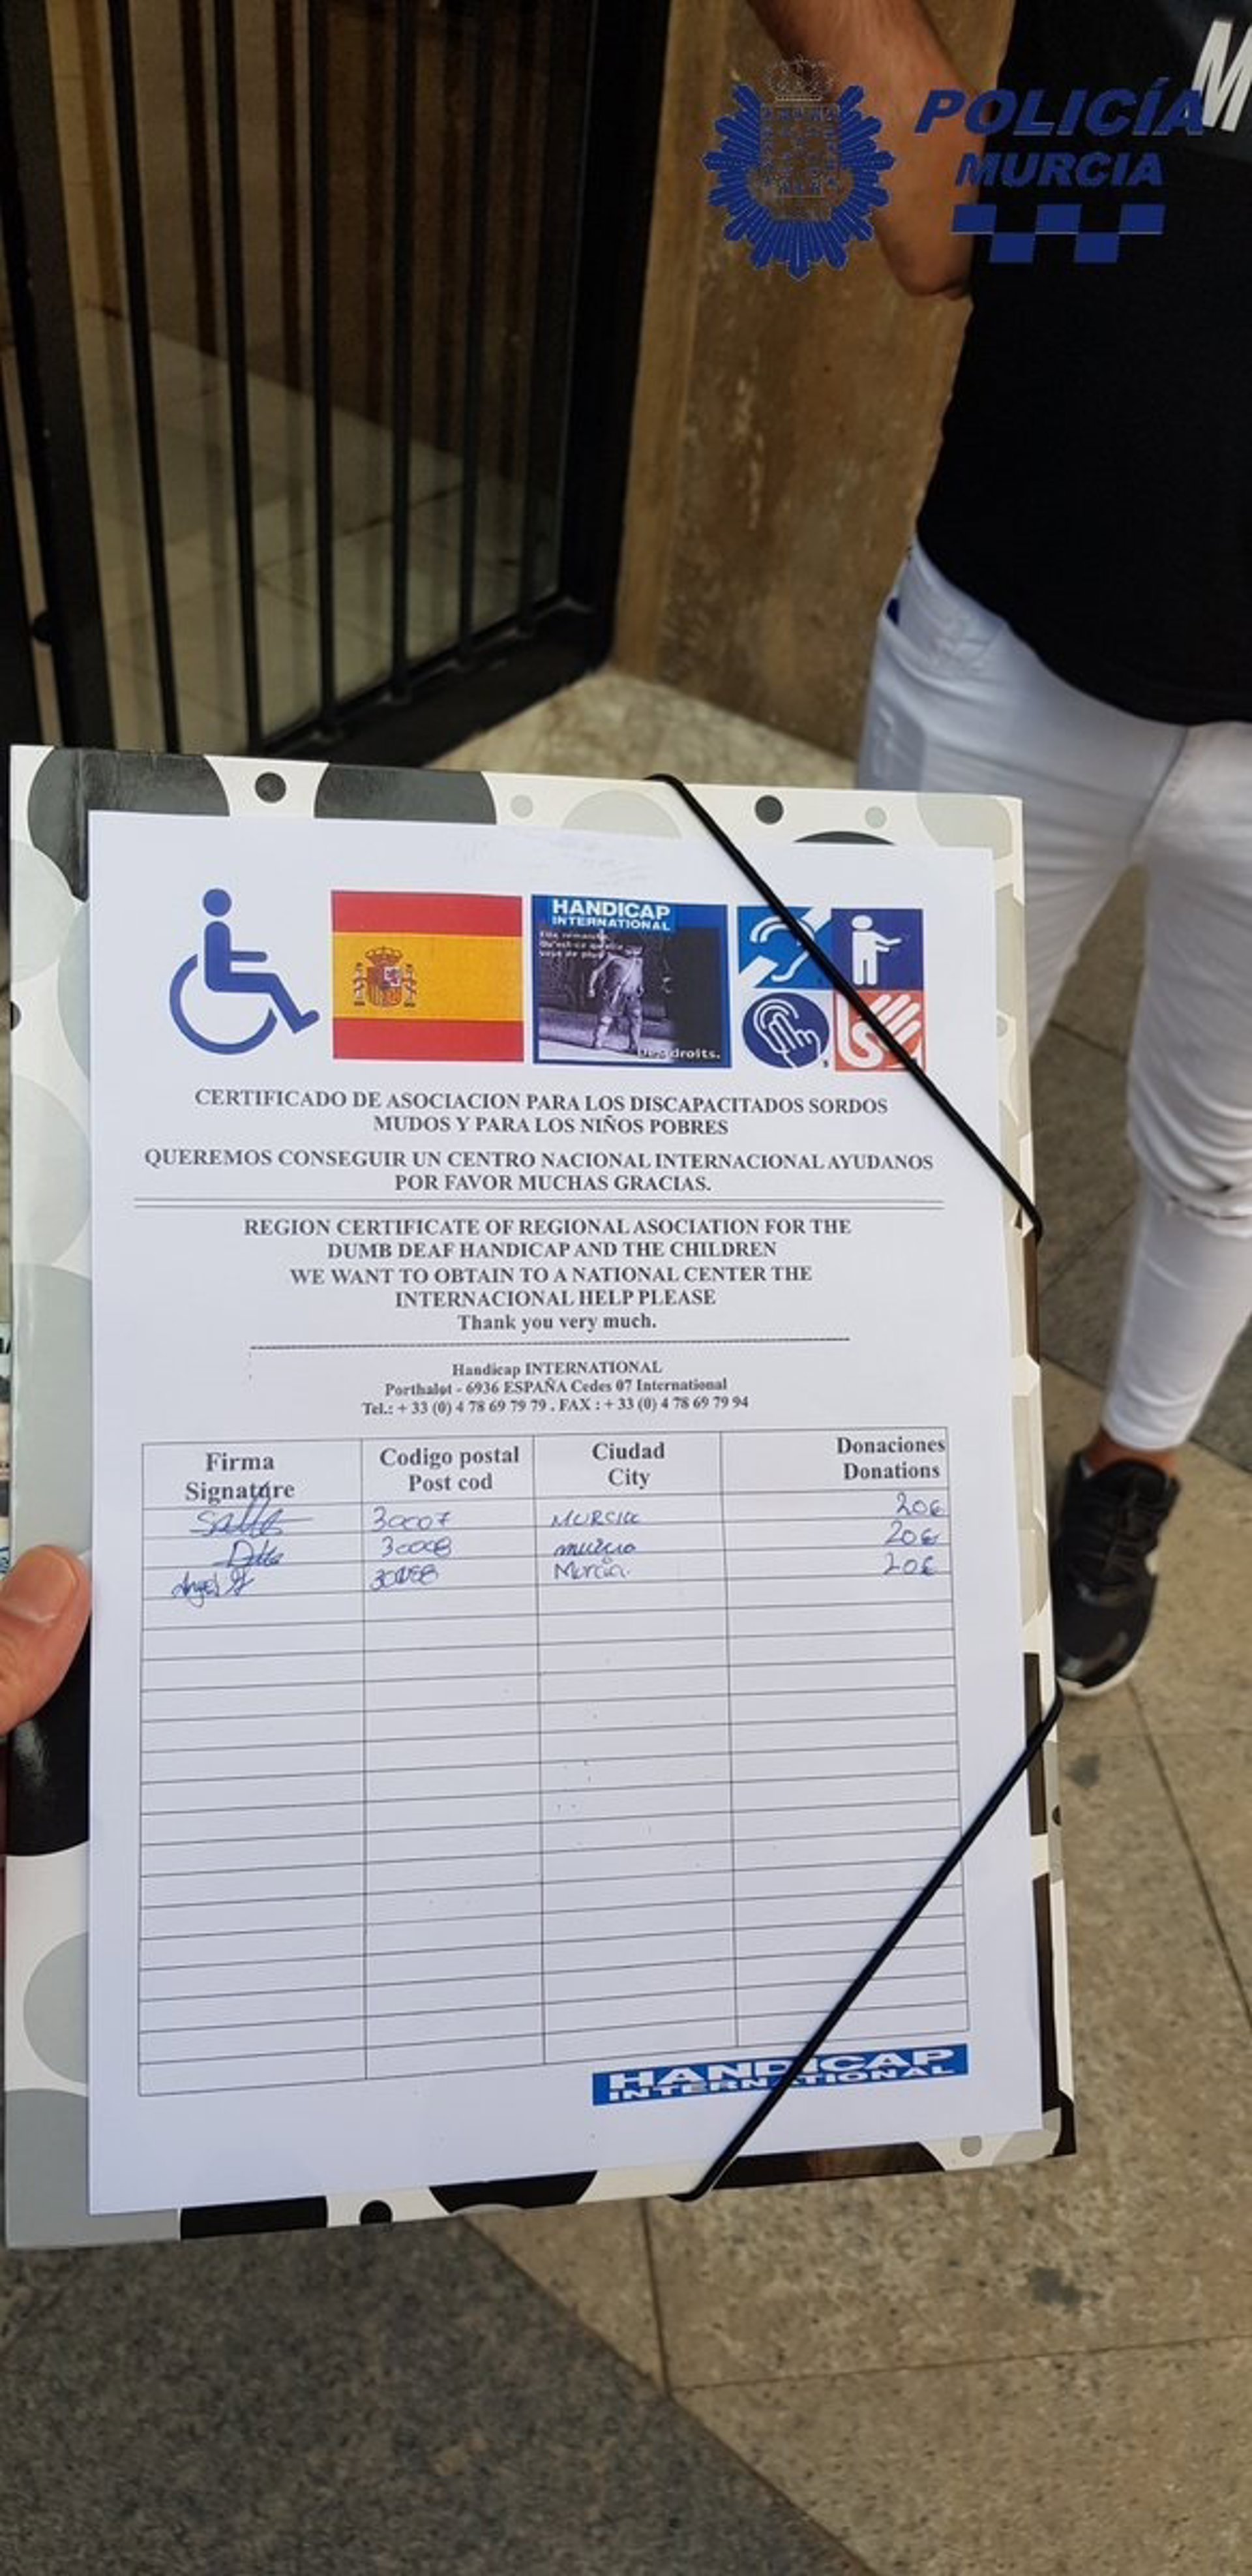 POLICÍA
MURCIA
M
HANDICAP
INTERNATIONAL
droits.
CERTIFICADO DE ASOCIACION PARA LOS DISCAPACITADOS SORDOS
MUDOS Y PARA LOS NIÑOS POBRES
QUEREMOS CONSEGUIR UN CENTRO NACIONAL INTERNACIONAL AYUDANOS
POR FAVOR MUCHAS GRACIAS.
REGION CERTIFICATE OF REGIONAL ASOCIATION FOR THE
DUMB DEAF HANDICAP AND THE CHILDREN
WE WANT TO OBTAIN TO A NATIONAL CENTER THE
INTERNACIONAL HELP PLEASE
Thank you very much.
Handicap INTERNATIONAL
Porthalot - 6936 ESPAÑA Cedes 07 International
Tel.: + 33 (0) 4 78 69 79 79 . FAX : + 33 (0) 4 78 69 79 94
Firma Codigo postal Ciudad Donaciones
Signature Post cod City Donations
30007 MURCIA 20€
30008 murcia 20€
Angel Murcia. 20€
HANDICAP
INTERNATIONAL